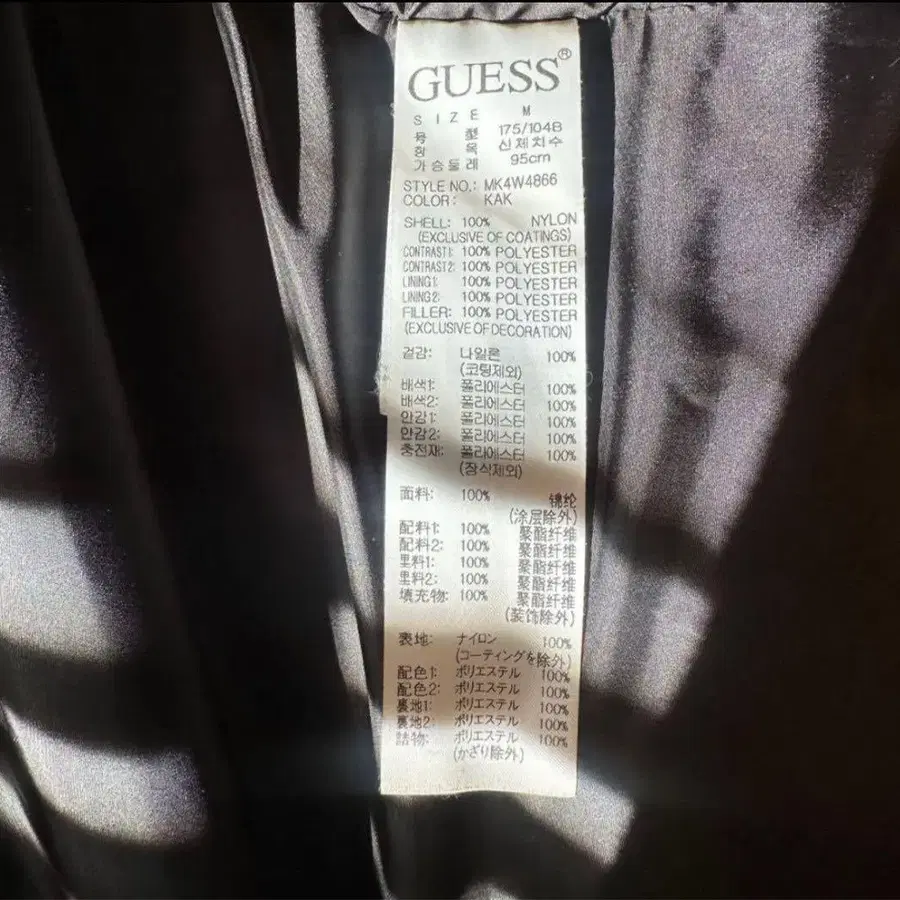 GUESS®
SIZE M
号 型 175/104B
항 목 신체치수
가슴둘레 95cm
STYLE NO.: MK4W4866
COLOR: KAK
SHELL: 100% NYLON
(EXCLUSIVE OF COATINGS)
CONTRAST1: 100% POLYESTER
CONTRAST2: 100% POLYESTER
LINING1: 100% POLYESTER
LINING2: 100% POLYESTER
FILLER: 100% POLYESTER
(EXCLUSIVE OF DECORATION)
겉감: 나일론 100%
(코팅제외)
배색1: 폴리에스터 100%
배색2: 폴리에스터 100%
안감1: 폴리에스터 100%
안감2: 폴리에스터 100%
충전재: 폴리에스터 100%
(장식제외)
面料: 100% 锦纶
(涂层除外)
配料1: 100% 聚酯纤维
配料2: 100% 聚酯纤维
里料1: 100% 聚酯纤维
里料2: 100% 聚酯纤维
填充物: 100% 聚酯纤维
(装饰除外)
表地: ナイロン 100%
(コーティングを除外)
配色1: ポリエステル 100%
配色2: ポリエステル 100%
裏地1: ポリエステル 100%
裏地2: ポリエステル 100%
詰物: ポリエステル 100%
(かざり除外)